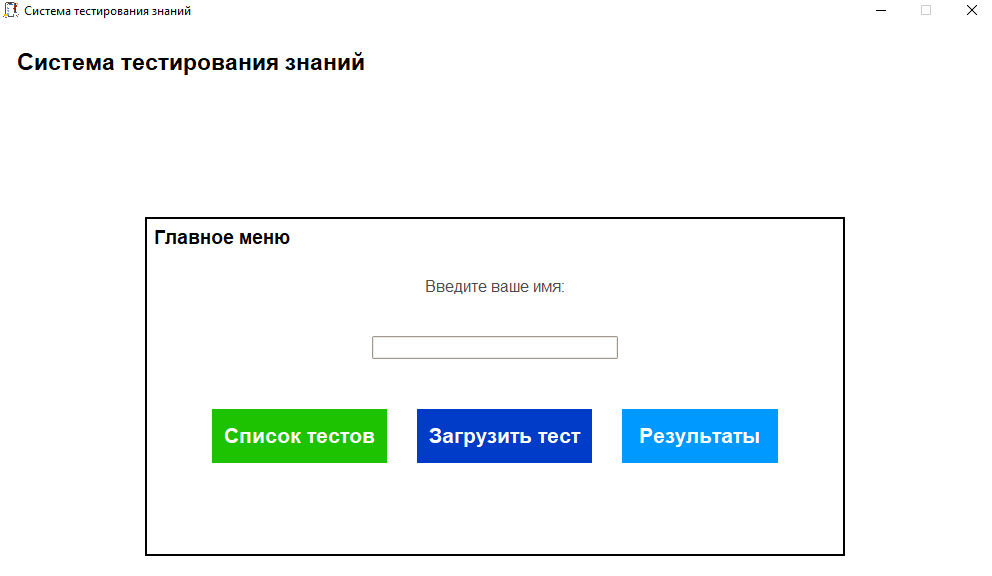 Система тестирования знаний
Система тестирования знаний
Главное меню
Введите ваше имя:
Список тестов
Загрузить тест
Результаты